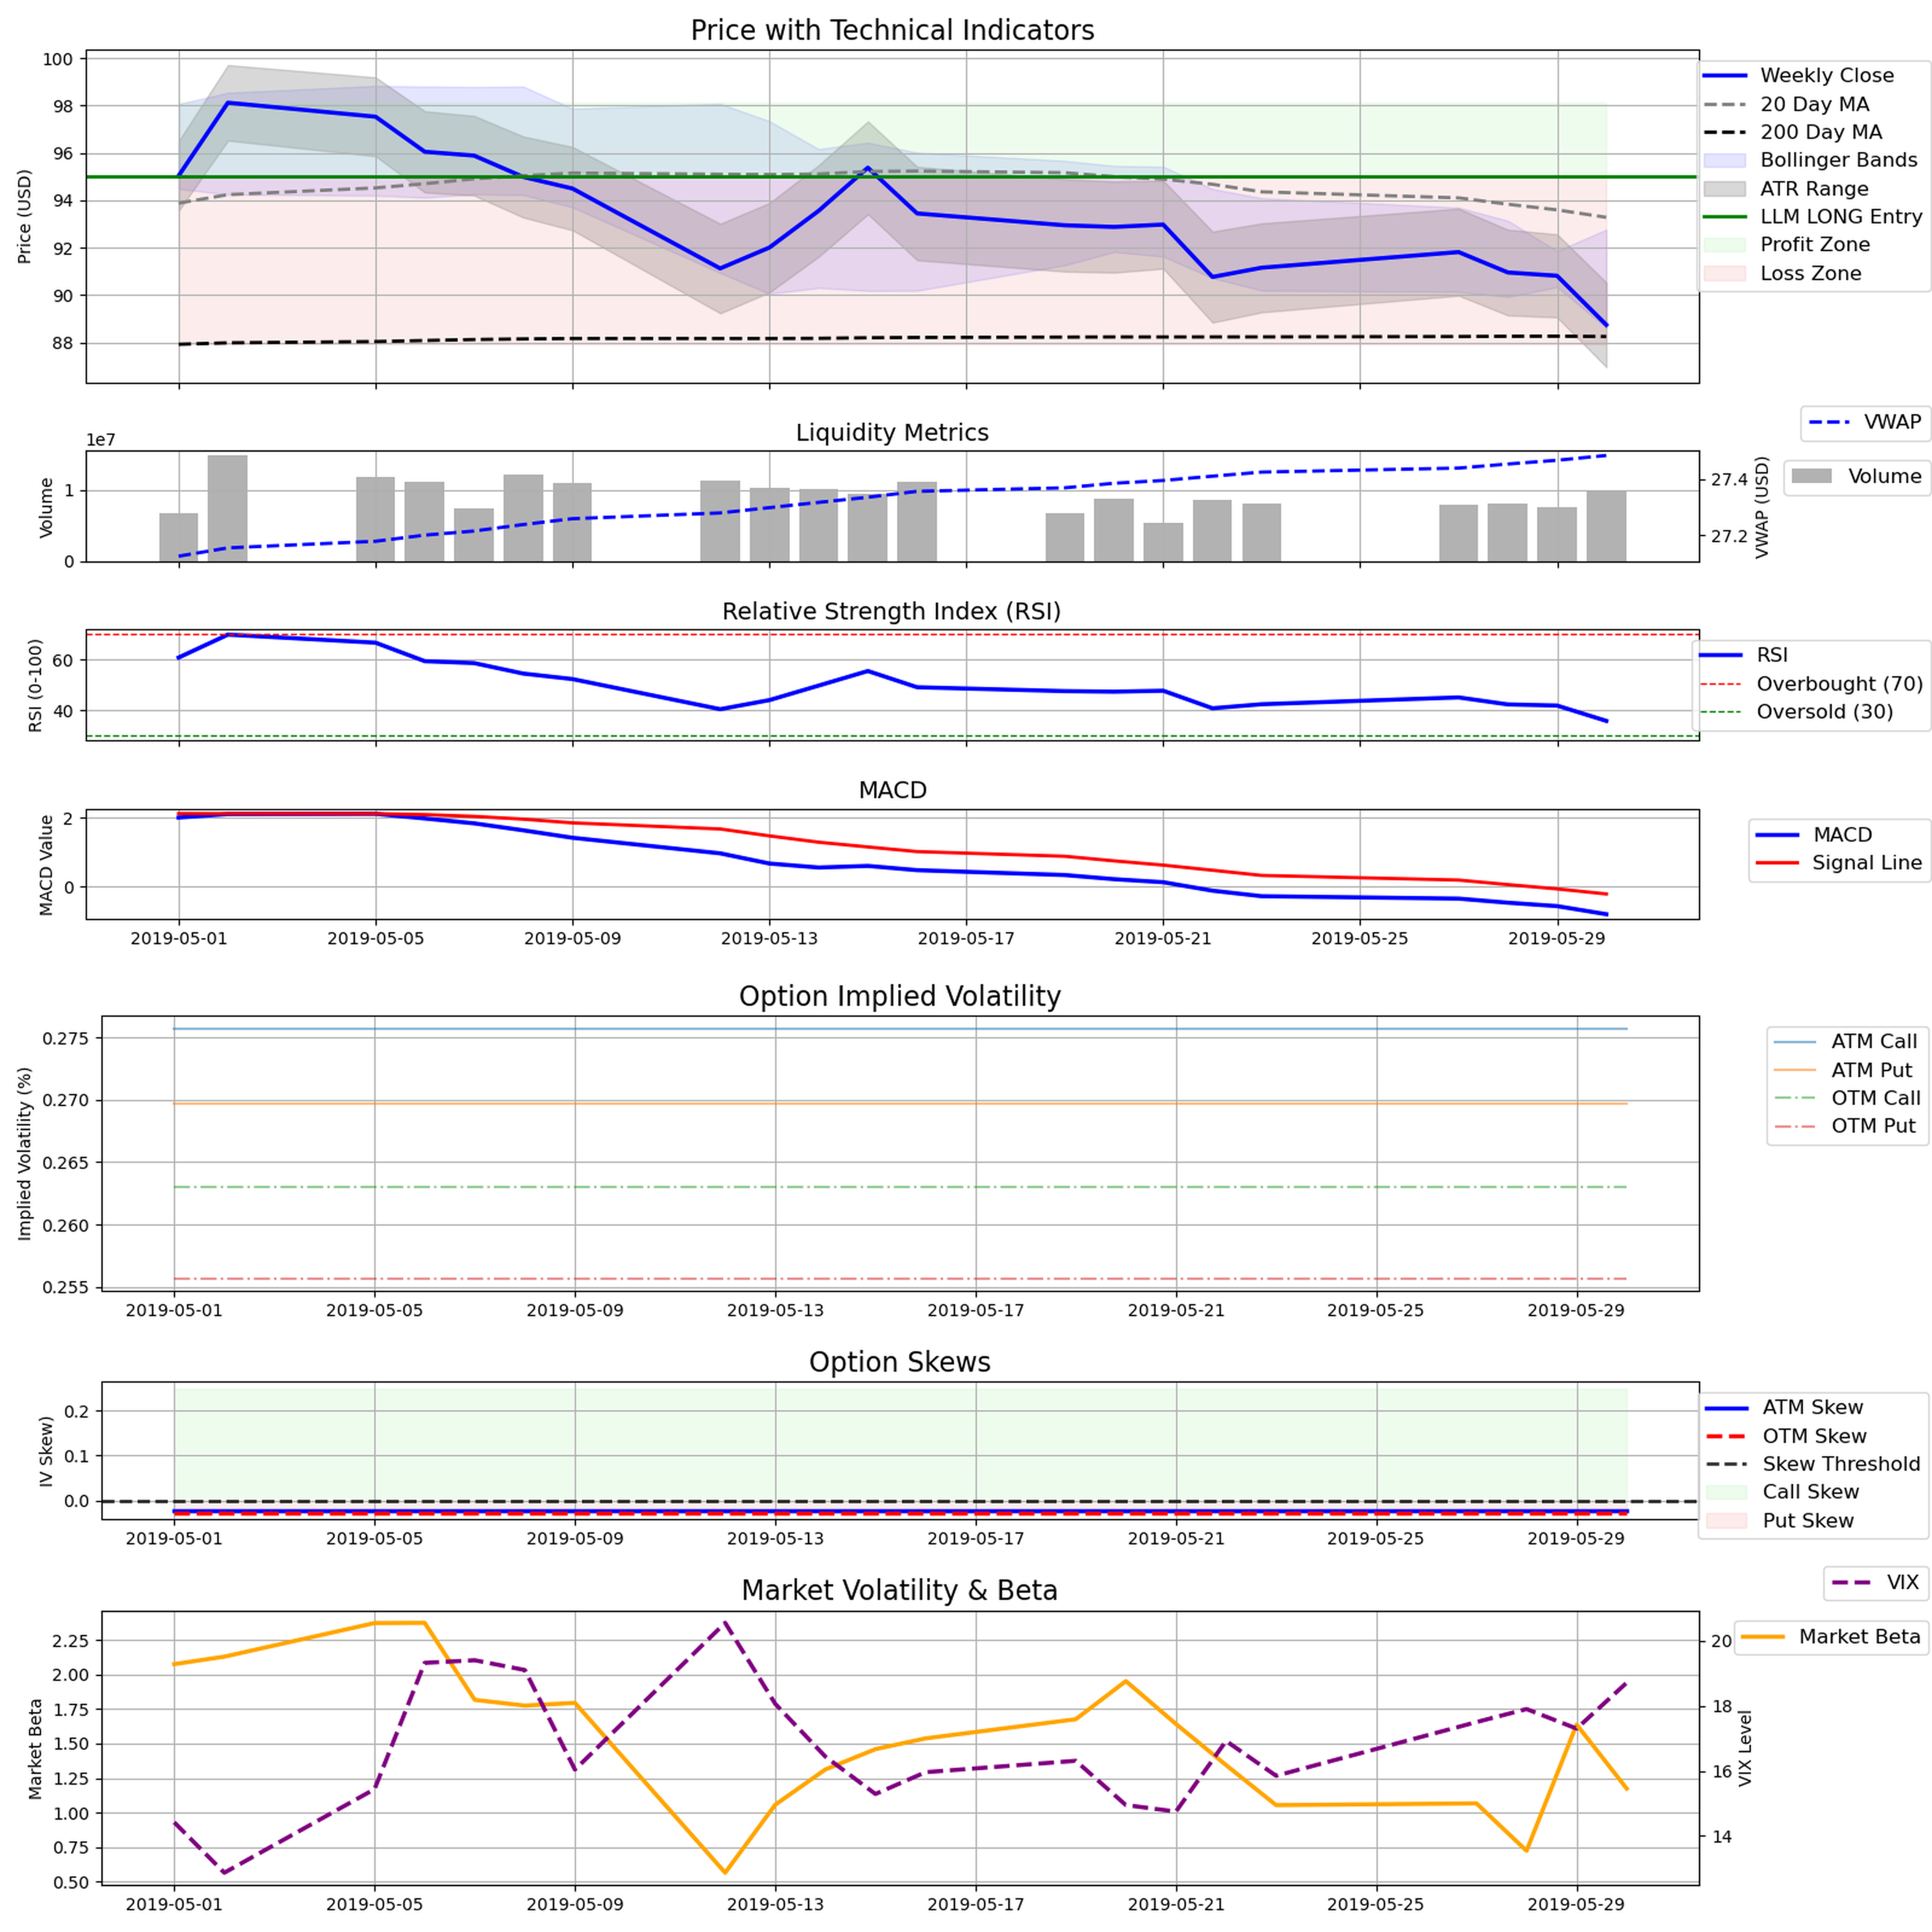 Price with Technical Indicators
100
98
96
94
92
90
88
Price (USD)
Weekly Close
20 Day MA
200 Day MA
Bollinger Bands
ATR Range
LLM LONG Entry
Profit Zone
Loss Zone
Liquidity Metrics
1e7
1
0
Volume
27.4
27.2
VWAP (USD)
VWAP
Volume
Relative Strength Index (RSI)
60
40
RSI (0-100)
RSI
Overbought (70)
Oversold (30)
MACD
2
0
MACD Value
MACD
Signal Line
2019-05-01 2019-05-05 2019-05-09 2019-05-13 2019-05-17 2019-05-21 2019-05-25 2019-05-29
Option Implied Volatility
0.275
0.270
0.265
0.260
0.255
Implied Volatility (%)
ATM Call
ATM Put
OTM Call
OTM Put
2019-05-01 2019-05-05 2019-05-09 2019-05-13 2019-05-17 2019-05-21 2019-05-25 2019-05-29
Option Skews
0.2
0.1
0.0
IV Skew)
ATM Skew
OTM Skew
Skew Threshold
Call Skew
Put Skew
2019-05-01 2019-05-05 2019-05-09 2019-05-13 2019-05-17 2019-05-21 2019-05-25 2019-05-29
Market Volatility & Beta
2.25
2.00
1.75
1.50
1.25
1.00
0.75
0.50
Market Beta
20
18
16
14
VIX Level
VIX
Market Beta
2019-05-01 2019-05-05 2019-05-09 2019-05-13 2019-05-17 2019-05-21 2019-05-25 2019-05-29